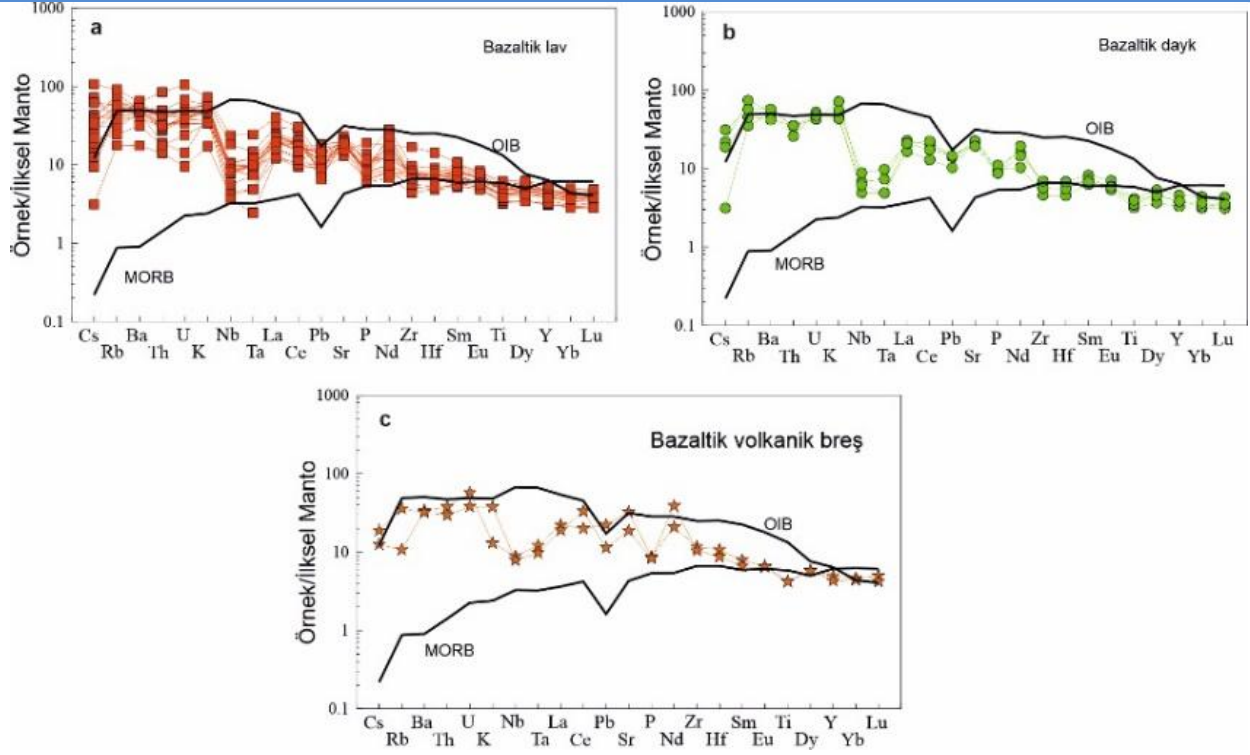 a
Bazaltik lav
Örnek/İlksel Manto
1000
100
10
1
0.1
OIB
MORB
Cs Ba U Nb La Pb P Zr Sm Ti Y Lu
Rb Th K Ta Ce Sr Nd Hf Eu Dy Yb
b
Bazaltik dayk
Örnek/İlksel Manto
1000
100
10
1
0.1
OIB
MORB
Cs Ba U Nb La Pb P Zr Sm Ti Y Lu
Rb Th K Ta Ce Sr Nd Hf Eu Dy Yb
c
Bazaltik volkanik breş
Örnek/İlksel Manto
1000
100
10
1
0.1
OIB
MORB
Cs Ba U Nb La Pb P Zr Sm Ti Y Lu
Rb Th K Ta Ce Sr Nd Hf Eu Dy Yb